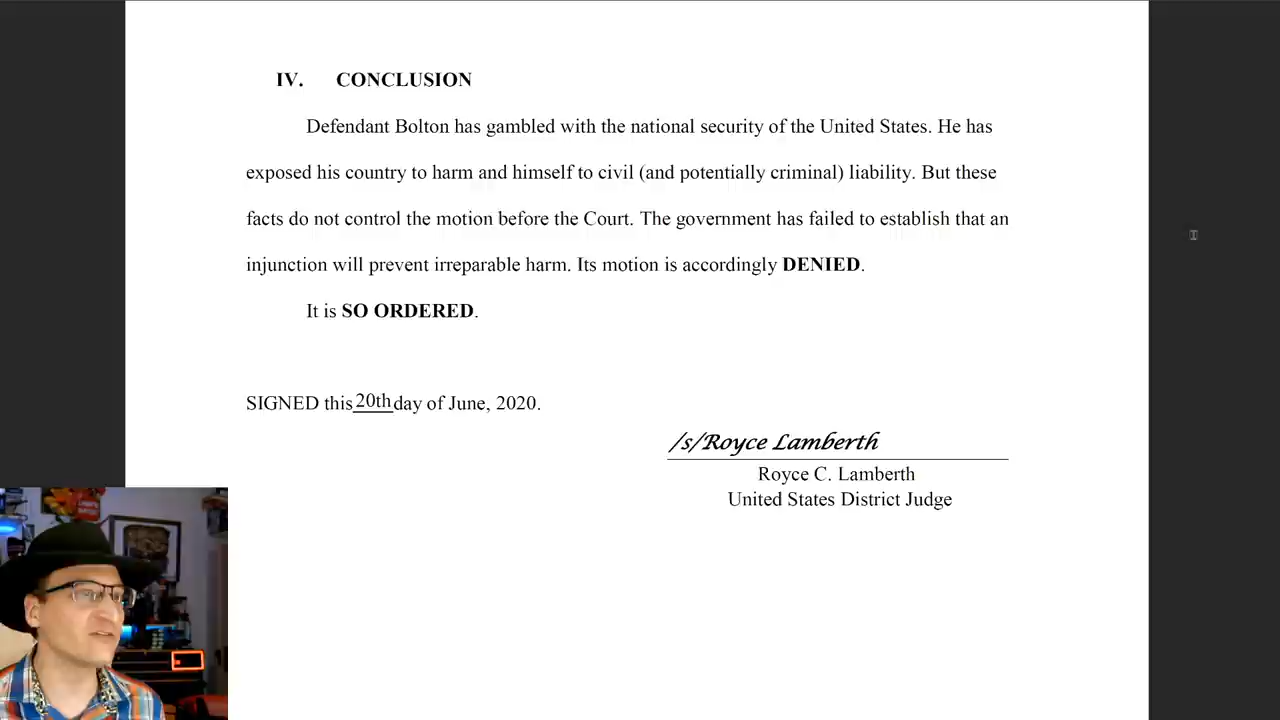 IV. CONCLUSION
Defendant Bolton has gambled with the national security of the United States. He has
exposed his country to harm and himself to civil (and potentially criminal) liability. But these
facts do not control the motion before the Court. The government has failed to establish that an
injunction will prevent irreparable harm. Its motion is accordingly DENIED.
It is SO ORDERED.
SIGNED this 20th day of June, 2020.
/s/Royce Lamberth
Royce C. Lamberth
United States District Judge